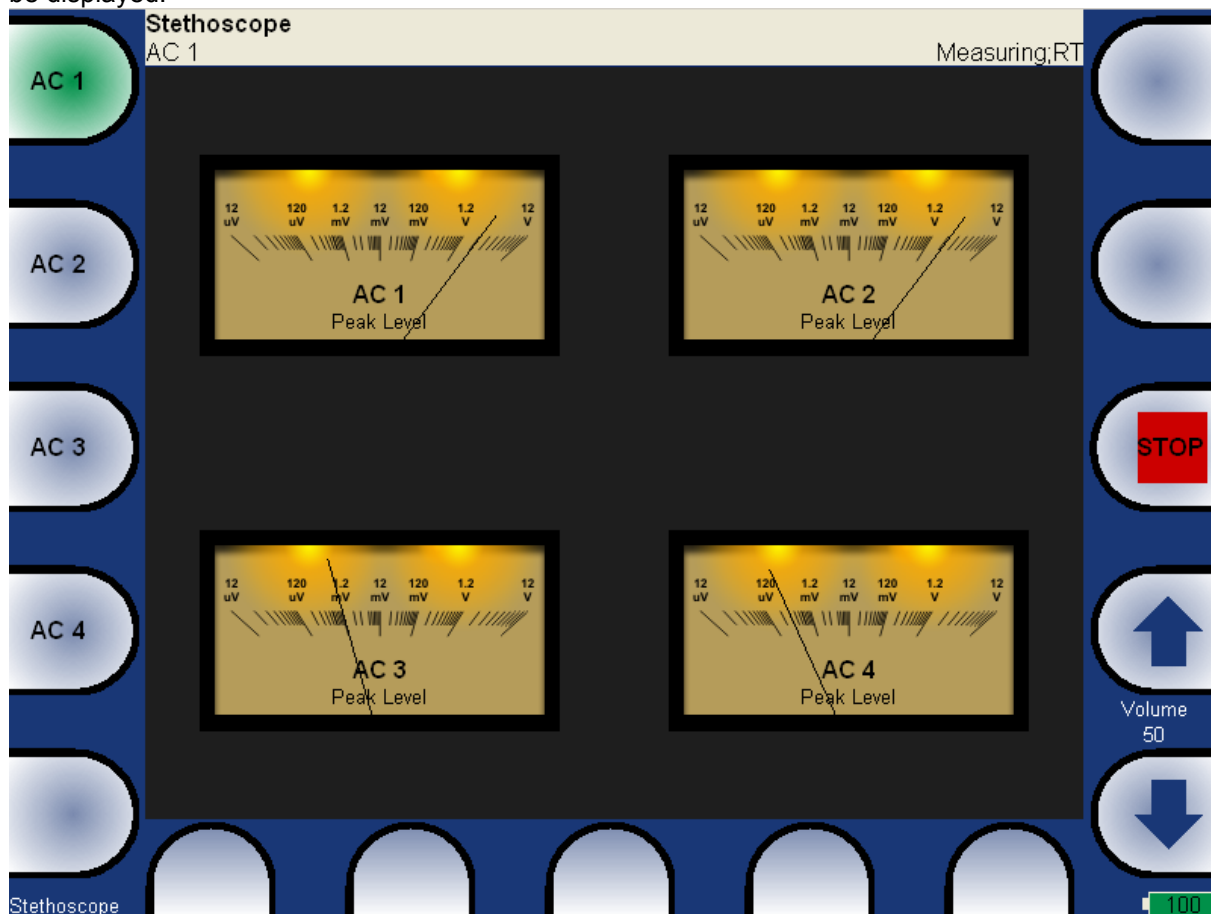 be displayed.
Stethoscope
AC 1
Measuring;RT
AC 1
AC 2
AC 3
AC 4
Stethoscope
12 120 1.2 12 120 1.2 12
uV uV mV mV mV V V
AC 1
Peak Level
12 120 1.2 12 120 1.2 12
uV uV mV mV mV V V
AC 2
Peak Level
12 120 1.2 12 120 1.2 12
uV uV mV mV mV V V
AC 3
Peak Level
12 120 1.2 12 120 1.2 12
uV uV mV mV mV V V
AC 4
Peak Level
STOP
Volume
50
100